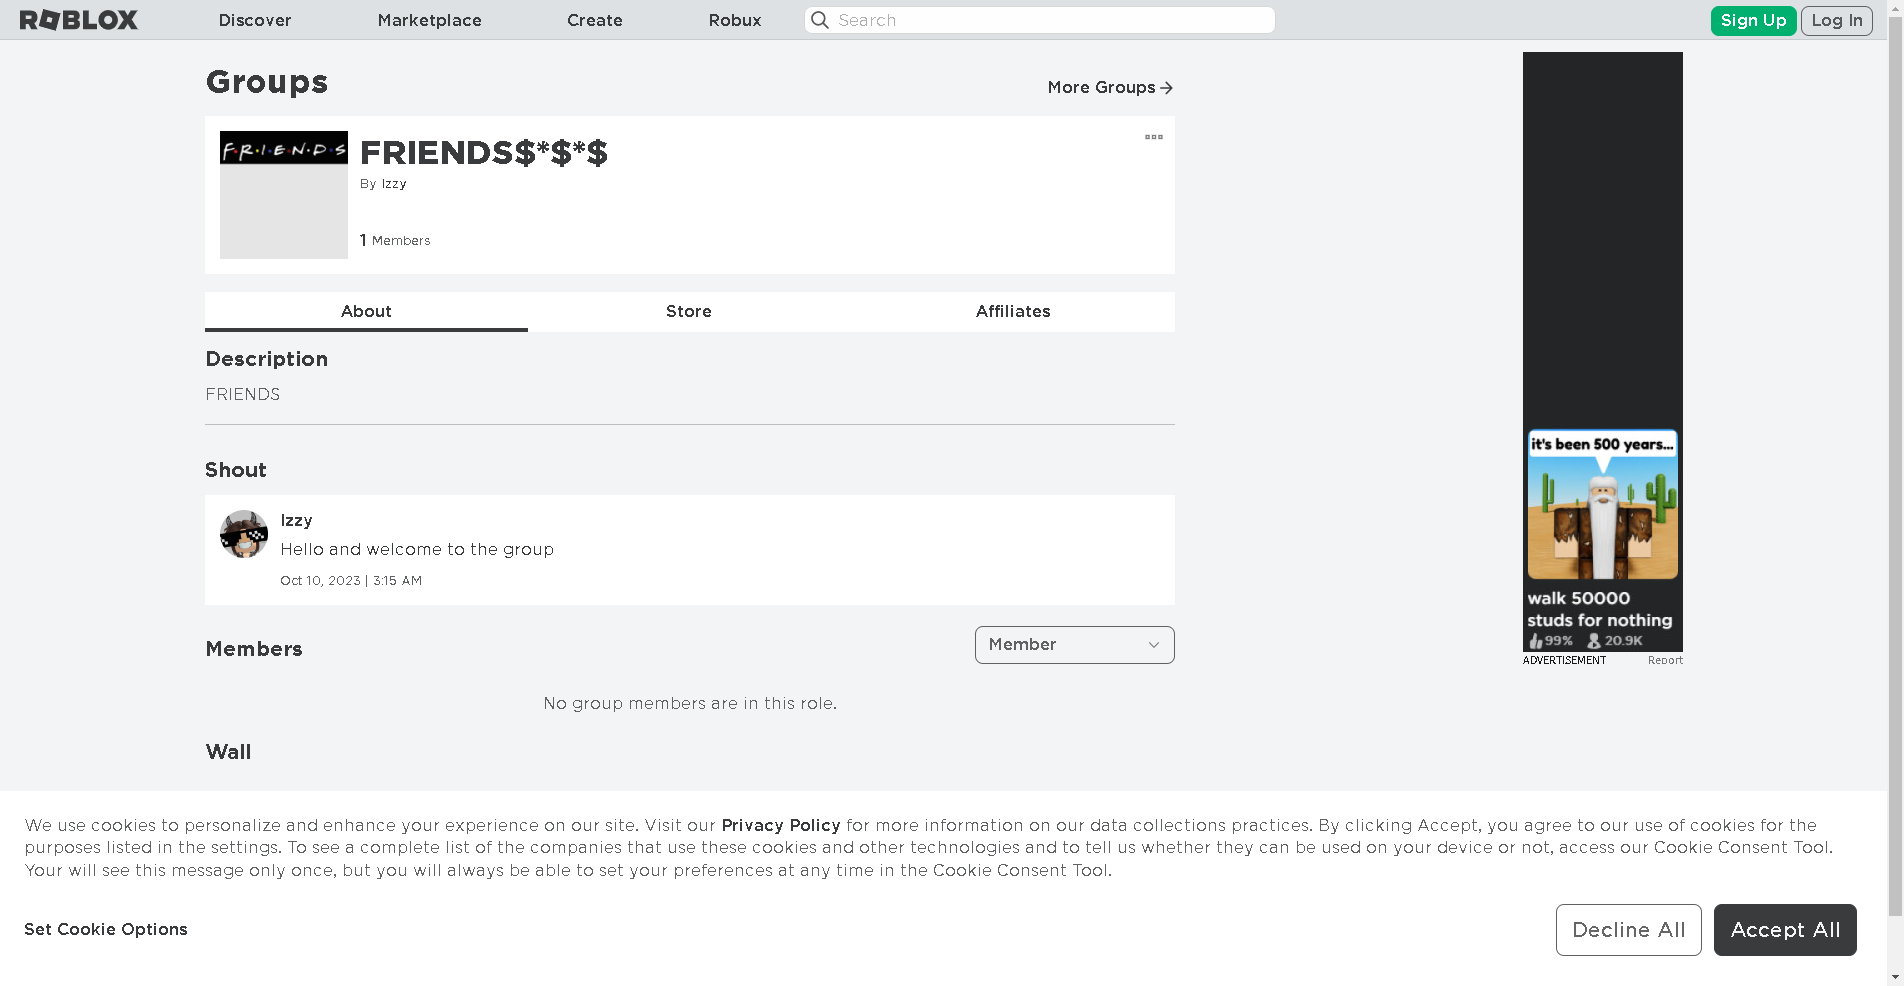 ROBLOX
Discover
Marketplace
Create
Robux
Search
Sign Up
Log In
Groups
More Groups
F·R·I·E·N·D·S
FRIENDS$*$*$
By Izzy
1 Members
About
Store
Affiliates
Description
FRIENDS
Shout
Izzy
Hello and welcome to the group
Oct 10, 2023 | 3:15 AM
Members
Member
No group members are in this role.
Wall
it's been 500 years...
walk 50000
studs for nothing
99% 20.9K
ADVERTISEMENT
Report
We use cookies to personalize and enhance your experience on our site. Visit our Privacy Policy for more information on our data collections practices. By clicking Accept, you agree to our use of cookies for the
purposes listed in the settings. To see a complete list of the companies that use these cookies and other technologies and to tell us whether they can be used on your device or not, access our Cookie Consent Tool.
Your will see this message only once, but you will always be able to set your preferences at any time in the Cookie Consent Tool.
Set Cookie Options
Decline All
Accept All